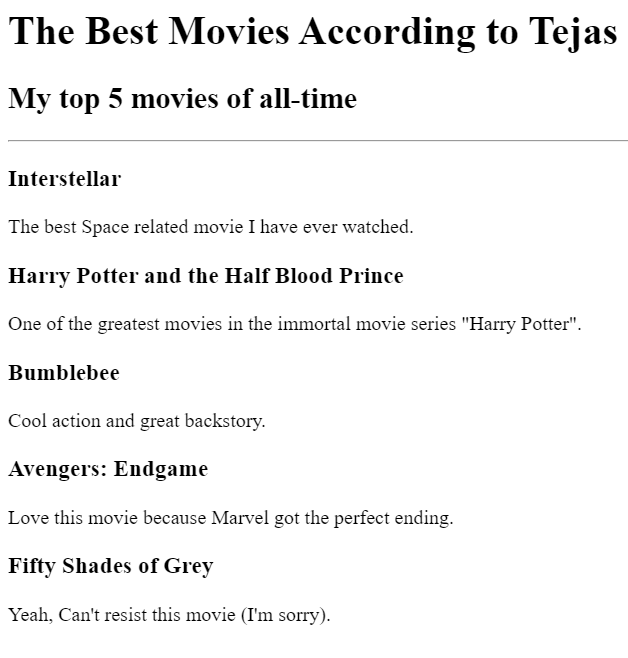 The Best Movies According to Tejas
My top 5 movies of all-time
Interstellar
The best Space related movie I have ever watched.
Harry Potter and the Half Blood Prince
One of the greatest movies in the immortal movie series "Harry Potter".
Bumblebee
Cool action and great backstory.
Avengers: Endgame
Love this movie because Marvel got the perfect ending.
Fifty Shades of Grey
Yeah, Can't resist this movie (I'm sorry).